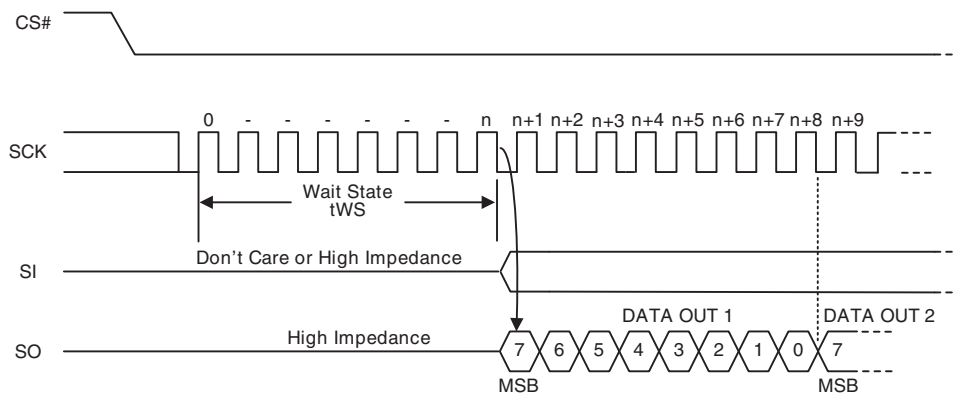 CS#
0 - - - - - - n n+1 n+2 n+3 n+4 n+5 n+6 n+7 n+8 n+9
SCK
Wait State
tWS
Don't Care or High Impedance
SI
DATA OUT 1 DATA OUT 2
High Impedance
SO
7 6 5 4 3 2 1 0 7
MSB MSB